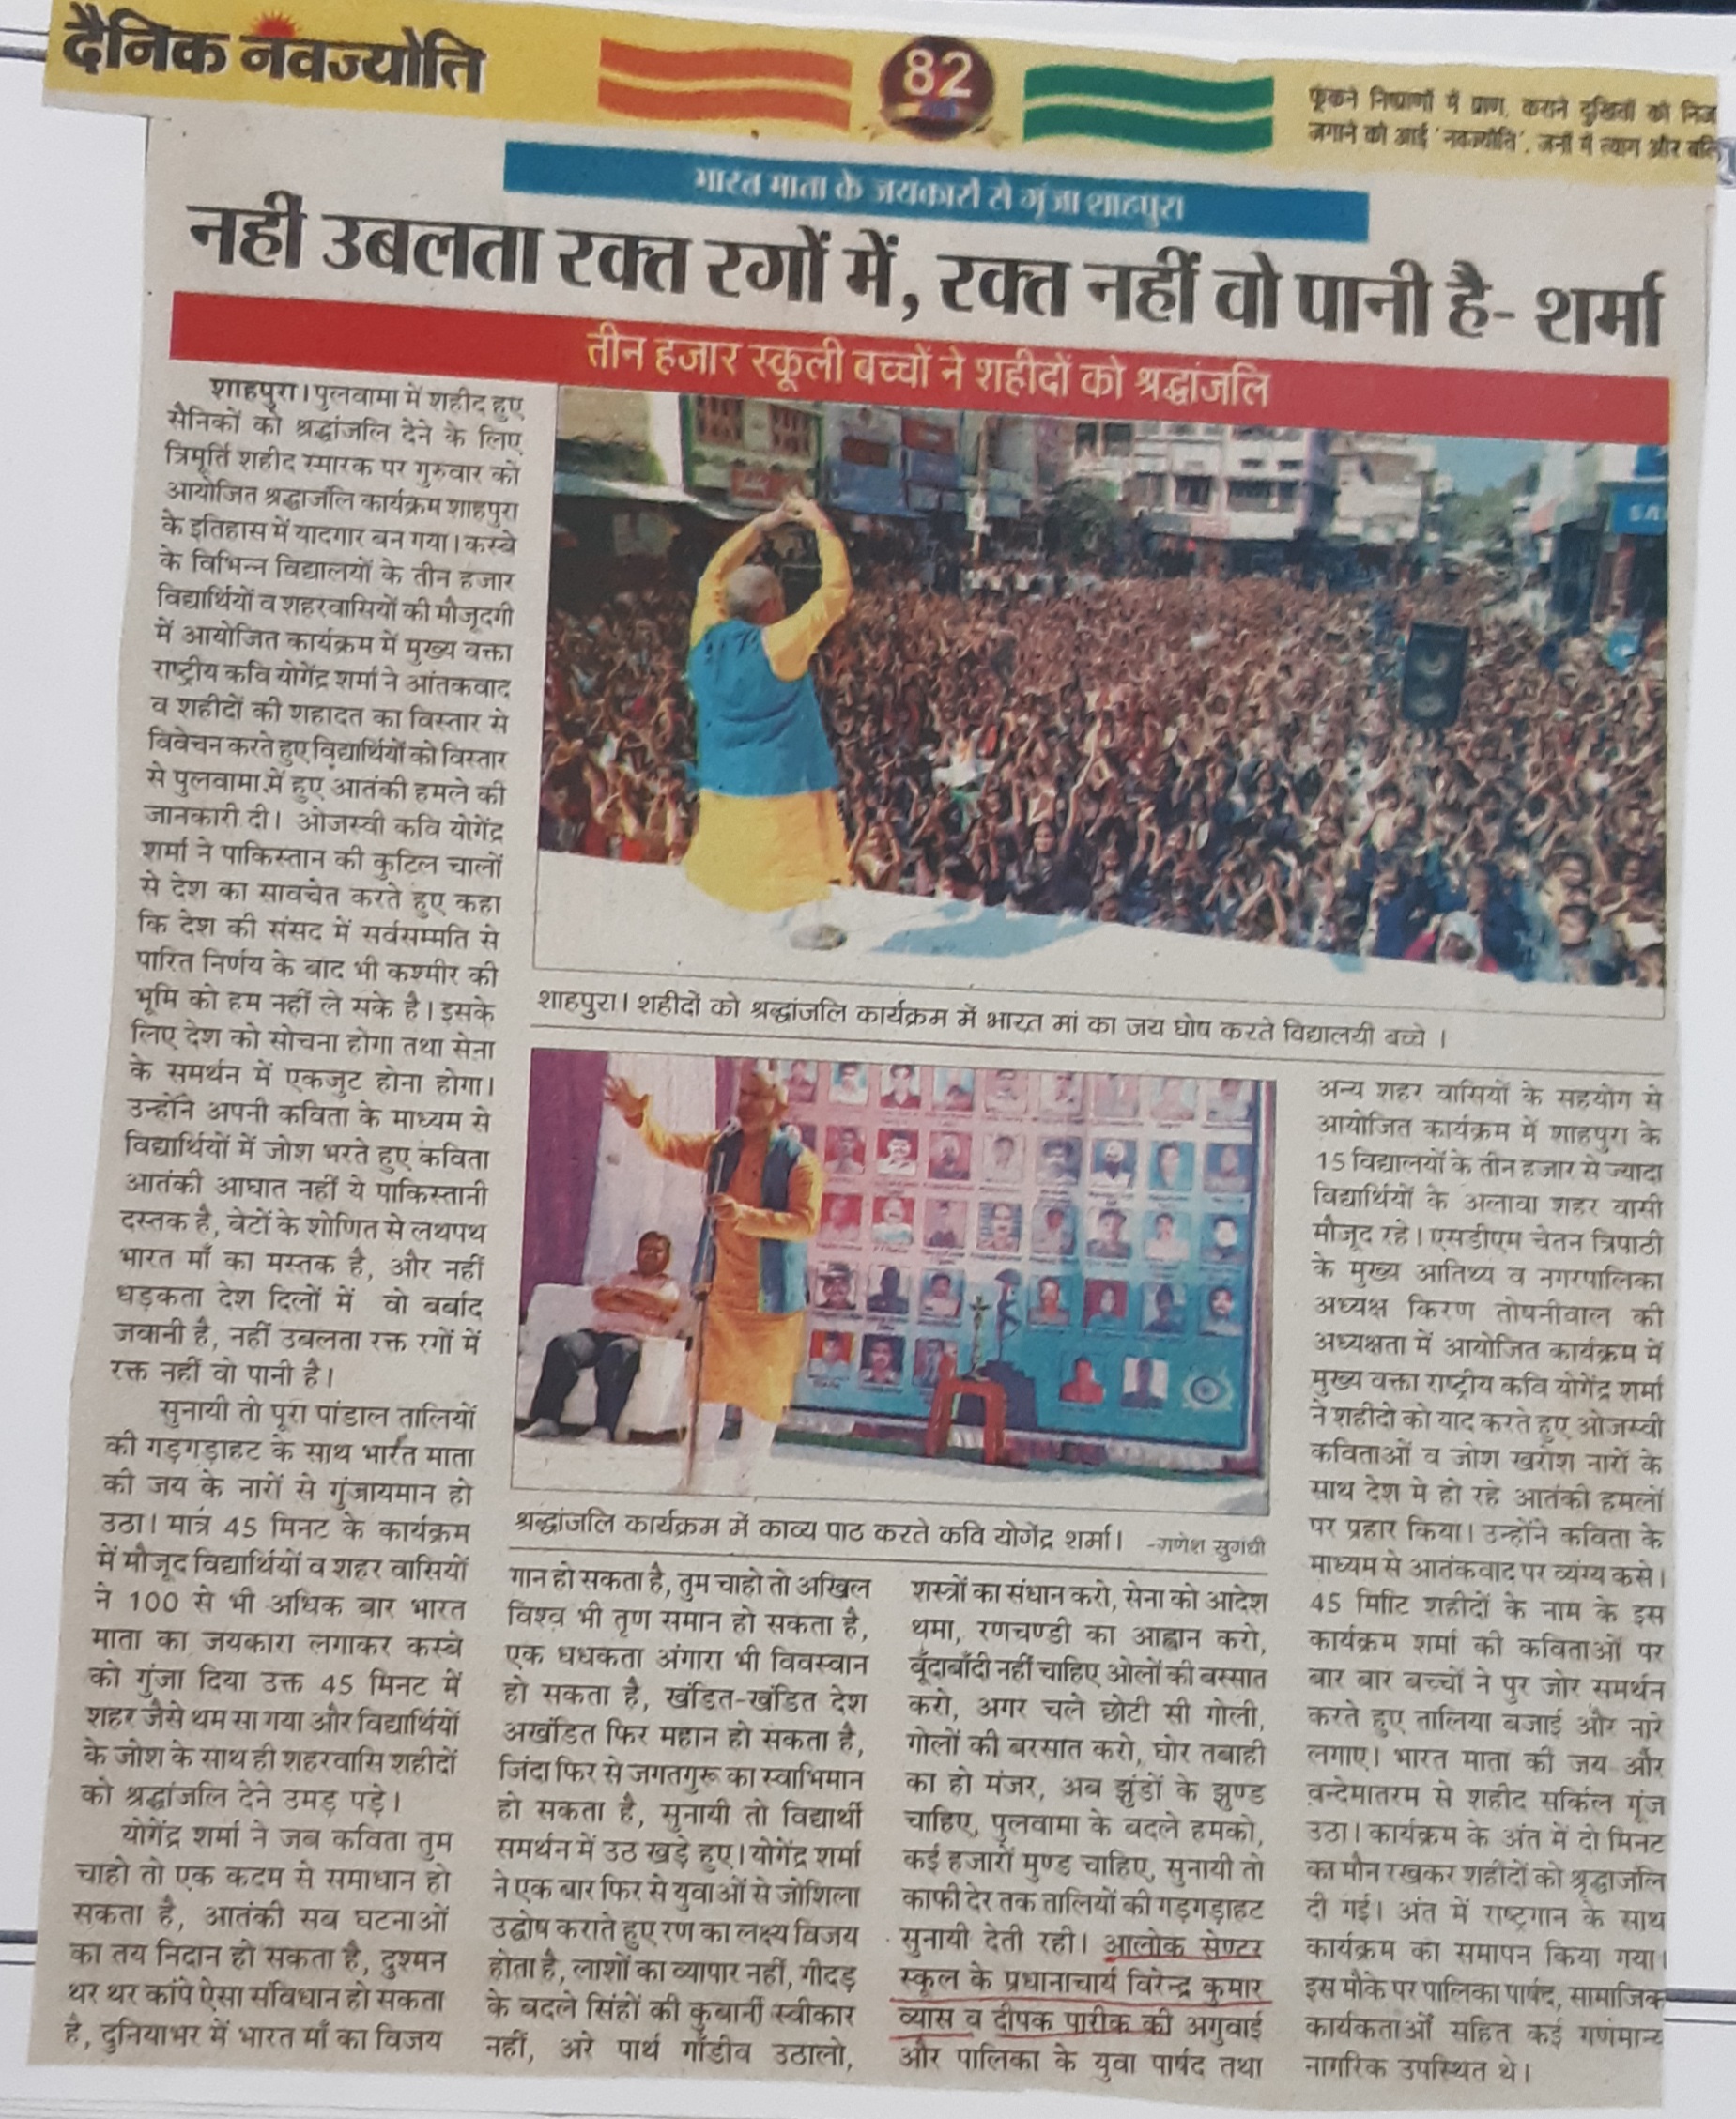 दैनिक नवज्योति
82
फूंकने निष्प्राणों में प्राण, कराने दुखितों को निज
जगाने को आई 'नवज्योति', जनों में त्याग और बलि
भारत माता के जयकारों से गूंजा शाहपुरा
नहीं उबलता रक्त रगों में, रक्त नहीं वो पानी है- शर्मा
तीन हजार स्कूली बच्चों ने शहीदों को श्रद्धांजलि
शाहपुरा। पुलवामा में शहीद हुए
सैनिकों को श्रद्धांजलि देने के लिए
त्रिमूर्ति शहीद स्मारक पर गुरुवार को
आयोजित श्रद्धाजंलि कार्यक्रम शाहपुरा
के इतिहास में यादगार बन गया। कस्बे
के विभिन्न विद्यालयों के तीन हजार
विद्यार्थियों व शहरवासियों की मौजूदगी
में आयोजित कार्यक्रम में मुख्य वक्ता
राष्ट्रीय कवि योगेंद्र शर्मा ने आंतकवाद
व शहीदों की शहादत का विस्तार से
विवेचन करते हुए विद्यार्थियों को विस्तार
से पुलवामा में हुए आतंकी हमले की
जानकारी दी। ओजस्वी कवि योगेंद्र
शर्मा ने पाकिस्तान की कुटिल चालों
से देश का सावचेत करते हुए कहा
कि देश की संसद में सर्वसम्मति से
पारित निर्णय के बाद भी कश्मीर की
भूमि को हम नहीं ले सके है। इसके
लिए देश को सोचना होगा तथा सेना
के समर्थन में एकजुट होना होगा।
उन्होंने अपनी कविता के माध्यम से
विद्यार्थियों में जोश भरते हुए कविता
आतंकी आघात नहीं ये पाकिस्तानी
दस्तक है, बेटों के शोणित से लथपथ
भारत माँ का मस्तक है, और नहीं
धड़कता देश दिलों में वो बर्बाद
जवानी है, नहीं उबलता रक्त रगों में
रक्त नहीं वो पानी है।
सुनायी तो पूरा पांडाल तालियों
की गड़गड़ाहट के साथ भारत माता
की जय के नारों से गुंजायमान हो
उठा। मात्र 45 मिनट के कार्यक्रम
में मौजूद विद्यार्थियों व शहर वासियों
ने 100 से भी अधिक बार भारत
माता का जयकारा लगाकर कस्बे
को गुंजा दिया उक्त 45 मिनट में
शहर जैसे थम सा गया और विद्यार्थियों
के जोश के साथ ही शहरवासि शहीदों
को श्रद्धांजलि देने उमड़ पड़े।
योगेंद्र शर्मा ने जब कविता तुम
चाहो तो एक कदम से समाधान हो
सकता है, आतंकी सब घटनाओं
का तय निदान हो सकता है, दुश्मन
थर थर कांपे ऐसा संविधान हो सकता
है, दुनियाभर में भारत माँ का विजय
शाहपुरा। शहीदों को श्रद्धांजलि कार्यक्रम में भारत मां का जय घोष करते विद्यालयी बच्चे ।
श्रद्धांजलि कार्यक्रम में काव्य पाठ करते कवि योगेंद्र शर्मा। -गणेश सुगंधी
गान हो सकता है, तुम चाहो तो अखिल
विश्व भी तृण समान हो सकता है,
एक धधकता अंगारा भी विवस्वान
हो सकता है, खंडित-खंडित देश
अखंडित फिर महान हो सकता है,
जिंदा फिर से जगतगुरू का स्वाभिमान
हो सकता है, सुनायी तो विद्यार्थी
समर्थन में उठ खड़े हुए। योगेंद्र शर्मा
ने एक बार फिर से युवाओं से जोशिला
उद्घोष कराते हुए रण का लक्ष्य विजय
होता है, लाशों का व्यापार नहीं, गीदड़
के बदले सिंहों की कुबार्नी स्वीकार
नहीं, अरे पार्थ गाँडीव उठालो,
शस्त्रों का संधान करो, सेना को आदेश
थमा, रणचण्डी का आह्वान करो,
बूँदाबाँदी नहीं चाहिए ओलों की बरसात
करो, अगर चले छोटी सी गोली,
गोलों की बरसात करो, घोर तबाही
का हो मंजर, अब झुंडों के झुण्ड
चाहिए, पुलवामा के बदले हमको,
कई हजारों मुण्ड चाहिए, सुनायी तो
काफी देर तक तालियों की गड़गड़ाहट
सुनायी देती रही। आलोक सेण्टर
स्कूल के प्रधानाचार्य विरेन्द्र कुमार
व्यास व दीपक पारीक की अगुवाई
और पालिका के युवा पार्षद तथा
अन्य शहर वासियों के सहयोग से
आयोजित कार्यक्रम में शाहपुरा के
15 विद्यालयों के तीन हजार से ज्यादा
विद्यार्थियों के अलावा शहर वासी
मौजूद रहे। एसडीएम चेतन त्रिपाठी
के मुख्य आतिथ्य व नगरपालिका
अध्यक्ष किरण तोषनीवाल की
अध्यक्षता में आयोजित कार्यक्रम में
मुख्य वक्ता राष्ट्रीय कवि योगेंद्र शर्मा
ने शहीदो को याद करते हुए ओजस्वी
कविताओं व जोश खरोश नारों के
साथ देश मे हो रहे आतंकी हमलों
पर प्रहार किया। उन्होंने कविता के
माध्यम से आतंकवाद पर व्यंग्य कसे।
45 मिटि शहीदों के नाम के इस
कार्यक्रम शर्मा की कविताओं पर
बार बार बच्चों ने पुर जोर समर्थन
करते हुए तालिया बजाई और नारे
लगाए। भारत माता की जय और
वन्देमातरम से शहीद सर्किल गूंज
उठा। कार्यक्रम के अंत में दो मिनट
का मौन रखकर शहीदों को श्रृद्धाजंलि
दी गई। अंत में राष्ट्रगान के साथ
कार्यक्रम का समापन किया गया।
इस मौके पर पालिका पार्षद, सामाजिक
कार्यकताओं सहित कई गणमान्य
नागरिक उपस्थित थे।